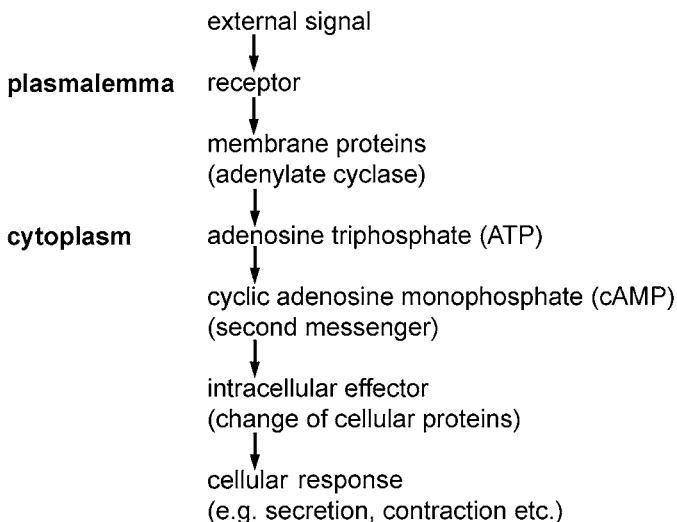 external signal
plasmalemma receptor
membrane proteins
(adenylate cyclase)
cytoplasm adenosine triphosphate (ATP)
cyclic adenosine monophosphate (cAMP)
(second messenger)
intracellular effector
(change of cellular proteins)
cellular response
(e.g. secretion, contraction etc.)